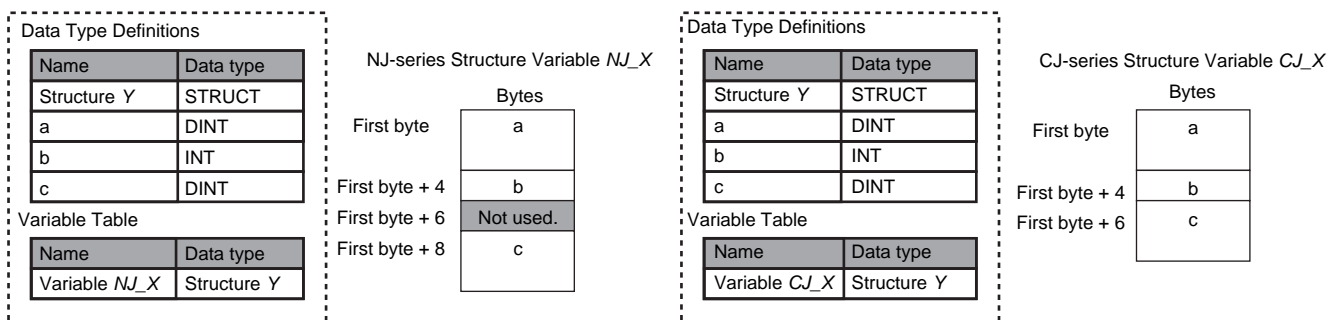 Data Type Definitions
Name Data type
Structure Y STRUCT
a DINT
b INT
c DINT
Variable Table
Name Data type
Variable NJ_X Structure Y
NJ-series Structure Variable NJ_X
Bytes
First byte a
First byte + 4 b
First byte + 6 Not used.
First byte + 8 c
Data Type Definitions
Name Data type
Structure Y STRUCT
a DINT
b INT
c DINT
Variable Table
Name Data type
Variable CJ_X Structure Y
CJ-series Structure Variable CJ_X
Bytes
First byte a
First byte + 4 b
First byte + 6 c